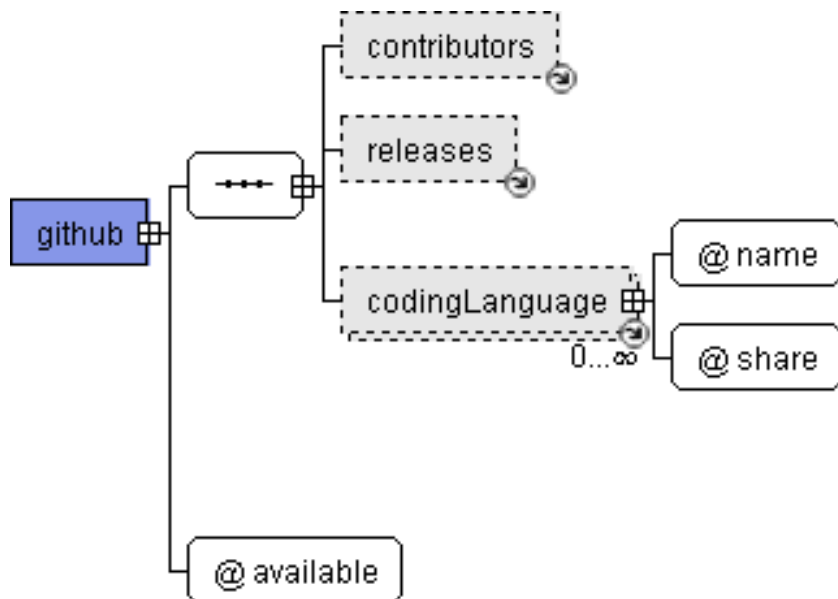 contributors
releases
github
codingLanguage
0...∞
@ name
@ share
@ available